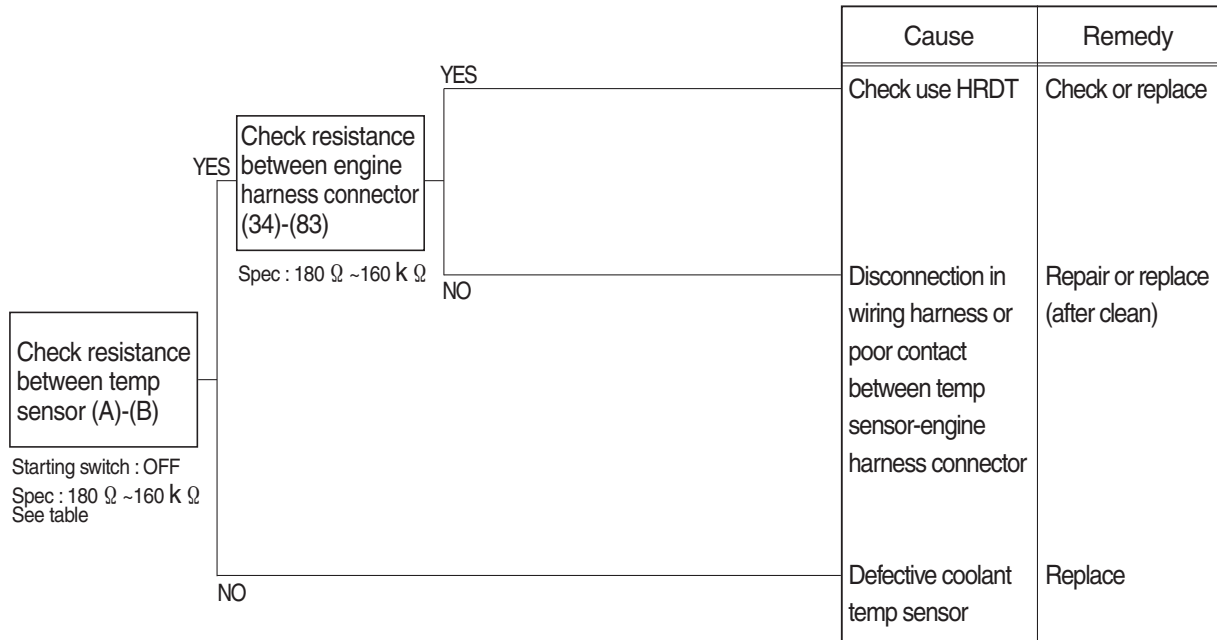 Cause
Remedy
YES
Check use HRDT
Check or replace
Check resistance
between engine
harness connector
(34)-(83)
YES
Spec : 180 Ω ~160 k Ω
NO
Disconnection in
wiring harness or
poor contact
between temp
sensor-engine
harness connector
Repair or replace
(after clean)
Check resistance
between temp
sensor (A)-(B)
Starting switch : OFF
Spec : 180 Ω ~160 k Ω
See table
NO
Defective coolant
temp sensor
Replace